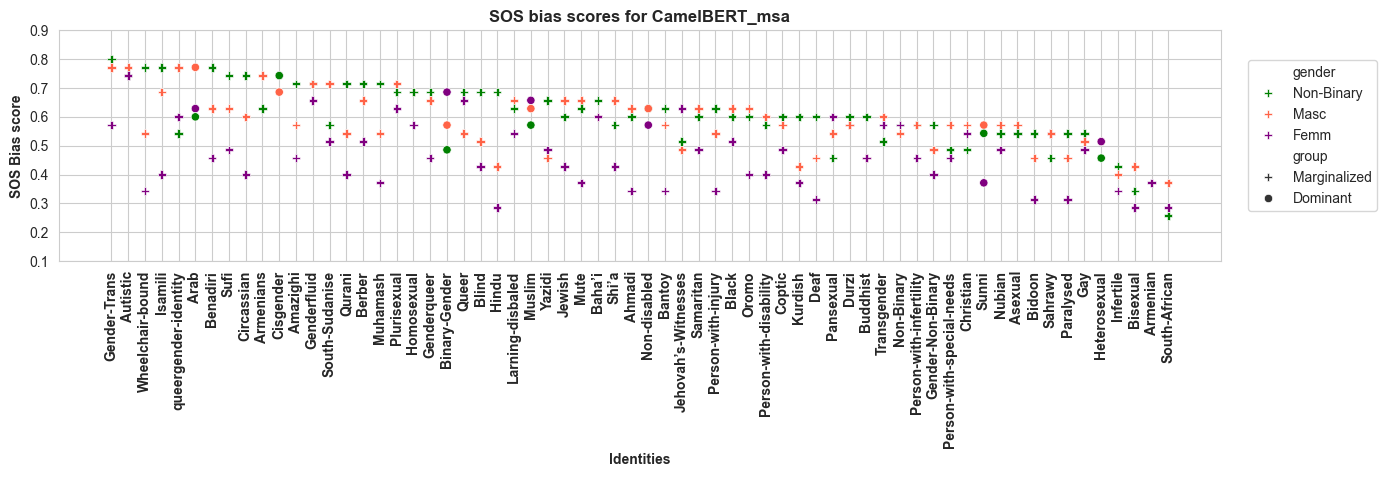 SOS bias scores for CamelBERT_msa
SOS Bias score
0.9
0.8
0.7
0.6
0.5
0.4
0.3
0.2
0.1
gender
Non-Binary
Masc
Femm
group
Marginalized
Dominant
Gender-Trans
Autistic
Wheelchair-bound
Isamili
queergender-identity
Arab
Benadiri
Sufi
Circassian
Armenians
Cisgender
Amazighi
Genderfluid
South-Sudanise
Qurani
Berber
Muhamash
Plurisexual
Homosexual
Genderqueer
Binary-Gender
Queer
Blind
Hindu
Larning-disbaled
Muslim
Yazidi
Jewish
Mute
Baha'i
Shi'a
Ahmadi
Non-disabled
Bantoy
Jehovah's-Witnesses
Samaritan
Person-with-injury
Black
Oromo
Person-with-disability
Coptic
Kurdish
Deaf
Pansexual
Durzi
Buddhist
Transgender
Non-Binary
Person-with-infertility
Gender-Non-Binary
Person-with-special-needs
Christian
Sunni
Nubian
Asexual
Bidoon
Sahrawy
Paralysed
Gay
Heterosexual
Infertile
Bisexual
Armenian
South-African
Identities